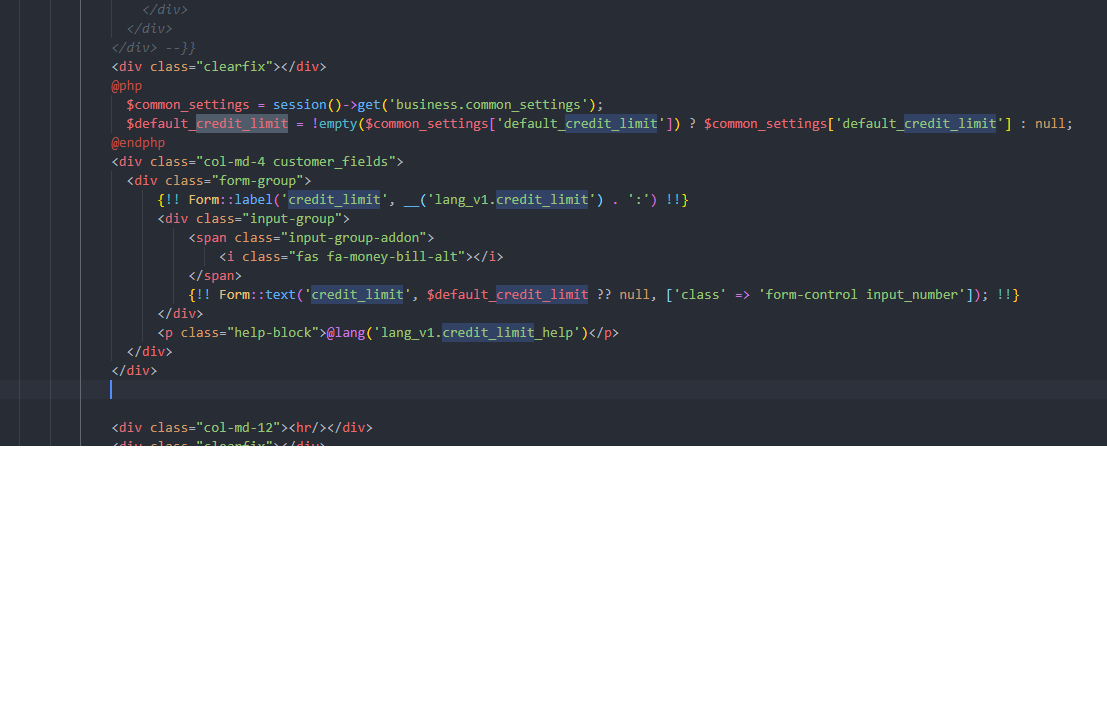 </div>
</div>
</div> --}}
<div class="clearfix"></div>
@php
$common_settings = session()->get('business.common_settings');
$default_credit_limit = !empty($common_settings['default_credit_limit']) ? $common_settings['default_credit_limit'] : null;
@endphp
<div class="col-md-4 customer_fields">
<div class="form-group">
{!! Form::label('credit_limit', __('lang_v1.credit_limit') . ':') !!}
<div class="input-group">
<span class="input-group-addon">
<i class="fas fa-money-bill-alt"></i>
</span>
{!! Form::text('credit_limit', $default_credit_limit ?? null, ['class' => 'form-control input_number']); !!}
</div>
<p class="help-block">@lang('lang_v1.credit_limit_help')</p>
</div>
</div>
<div class="col-md-12"><hr/></div>
<div class="clearfix"></div>